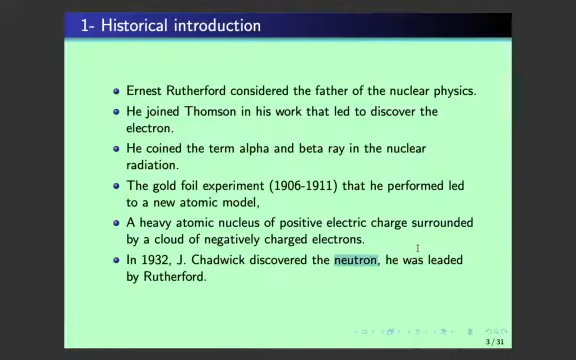 1- Historical introduction
Ernest Rutherford considered the father of the nuclear physics.
He joined Thomson in his work that led to discover the
electron.
He coined the term alpha and beta ray in the nuclear
radiation.
The gold foil experiment (1906-1911) that he performed led
to a new atomic model,
A heavy atomic nucleus of positive electric charge surrounded
by a cloud of negatively charged electrons.
In 1932, J. Chadwick discovered the neutron, he was leaded
by Rutherford.
3 / 31